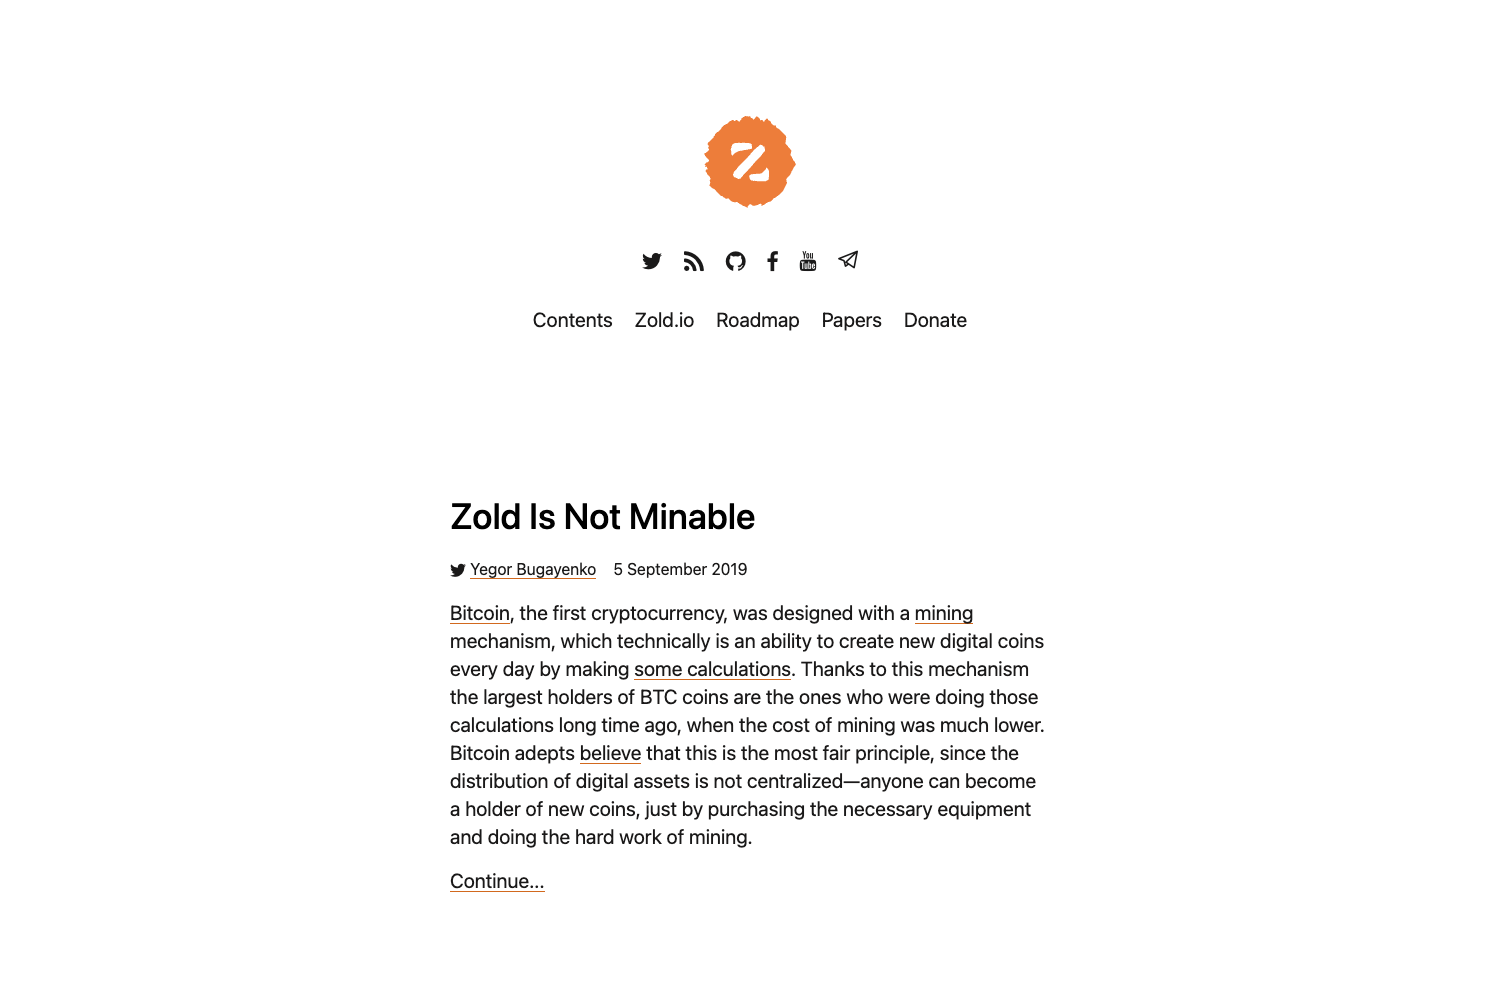 Z
You
Tube
Contents Zold.io Roadmap Papers Donate
Zold Is Not Minable
Yegor Bugayenko 5 September 2019
Bitcoin, the first cryptocurrency, was designed with a mining
mechanism, which technically is an ability to create new digital coins
every day by making some calculations. Thanks to this mechanism
the largest holders of BTC coins are the ones who were doing those
calculations long time ago, when the cost of mining was much lower.
Bitcoin adepts believe that this is the most fair principle, since the
distribution of digital assets is not centralized—anyone can become
a holder of new coins, just by purchasing the necessary equipment
and doing the hard work of mining.
Continue...